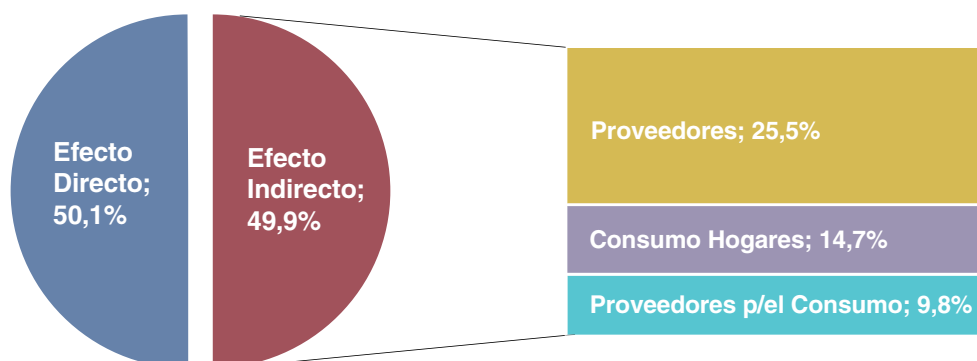 Efecto
Directo;
50,1%
Efecto
Indirecto;
49,9%
Proveedores; 25,5%
Consumo Hogares; 14,7%
Proveedores p/el Consumo; 9,8%